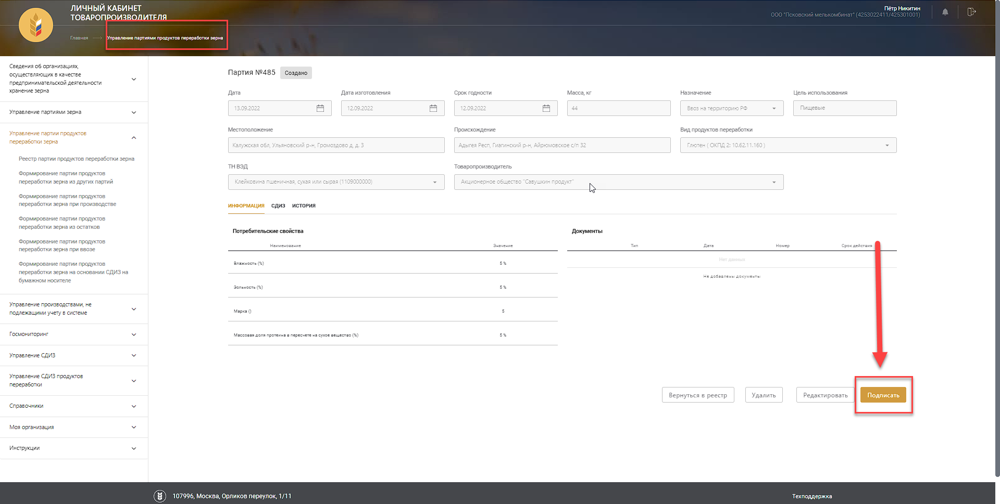 ЛИЧНЫЙ КАБИНЕТ
ТОВАРОПРОИЗВОДИТЕЛЯ
Пётр Никитин
ООО "Псковский мелькомбинат" (4253022411/425301001)
Главная
Управление партиями продуктов переработки зерна
Сведения об организациях,
осуществляющих в качестве
предпринимательской деятельности
хранение зерна
Управление партиями зерна
Управление партии продуктов
переработки зерна
Реестр партии продуктов переработки зерна
Формирование партии продуктов
переработки зерна из других партий
Формирование партии продуктов
переработки зерна при производстве
Формирование партии продуктов
переработки зерна из остатков
Формирование партии продуктов
переработки зерна при ввозе
Формирование партии продуктов
переработки зерна на основании СДИЗ на
бумажном носителе
Управление производствами, не
подлежащими учету в системе
Госмониторинг
Управление СДИЗ
Управление СДИЗ продуктов
переработки
Справочники
Моя организация
Инструкции
Партия №485 Создано
Дата Дата изготовления Срок годности Масса, кг Назначение Цель использования
13.09.2022 12.09.2022 12.09.2022 44 Ввоз на территорию РФ Пищевые
Местоположение Происхождение Вид продуктов переработки
Калужская обл, Ульяновский р-н, Громоздово д, д. 3 Адыгея Респ, Гиагинский р-н, Айрюмовское с/п 32 Глютен ( ОКПД 2: 10.62.11.160 )
ТН ВЭД Товаропроизводитель
Клейковина пшеничная, сухая или сырая (1109000000) Акционерное общество "Савушкин продукт"
ИНФОРМАЦИЯ СДИЗ ИСТОРИЯ
Потребительские свойства
Наименование Значение
Влажность (%) 5 %
Зольность (%) 5 %
Марка () 5
Массовая доля протеина в пересчете на сухое вещество (%) 5 %
Документы
Тип Дата Номер Срок действия
Нет данных
Не добавлены документы
Вернуться в реестр Удалить Редактировать Подписать
107996, Москва, Орликов переулок, 1/11
Техподдержка